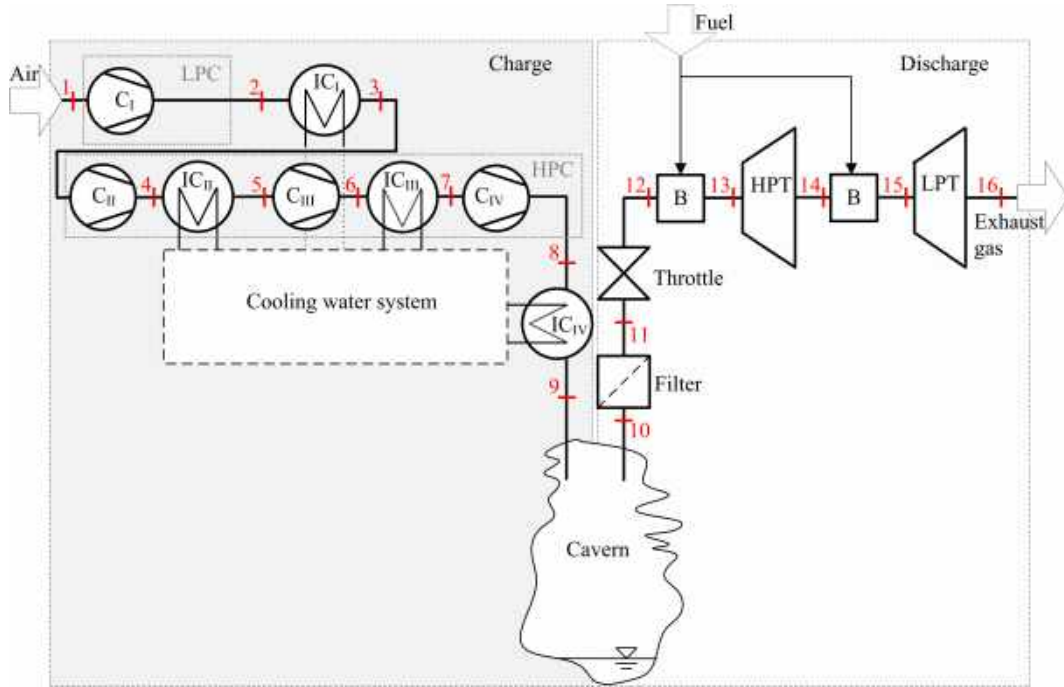 Fuel
Air
1
LPC
C_I
2
IC_I
3
Charge
Discharge
HPC
C_II
4
IC_II
5
C_III
6
IC_III
7
C_IV
12
B
13
HPT
14
B
15
LPT
16
Exhaust
gas
8
Throttle
Cooling water system
IC_IV
11
9
Filter
10
Cavern